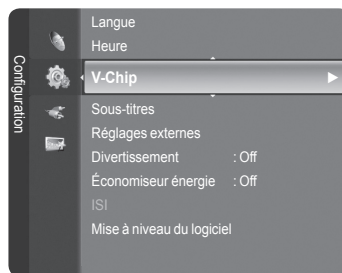 Configuration
Langue
Heure
V-Chip
Sous-titres
Réglages externes
Divertissement : Off
Économiseur énergie : Off
ISI
Mise à niveau du logiciel